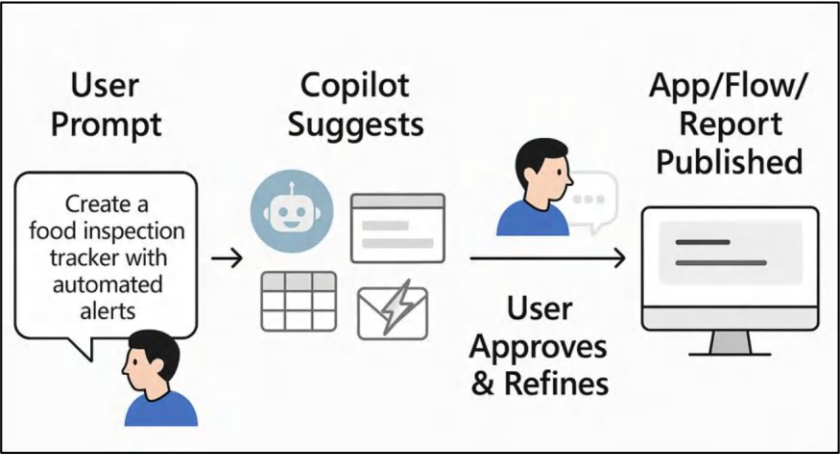 User
Prompt
Create a
food inspection
tracker with
automated
alerts
Copilot
Suggests
User
Approves
& Refines
App/Flow/
Report
Published